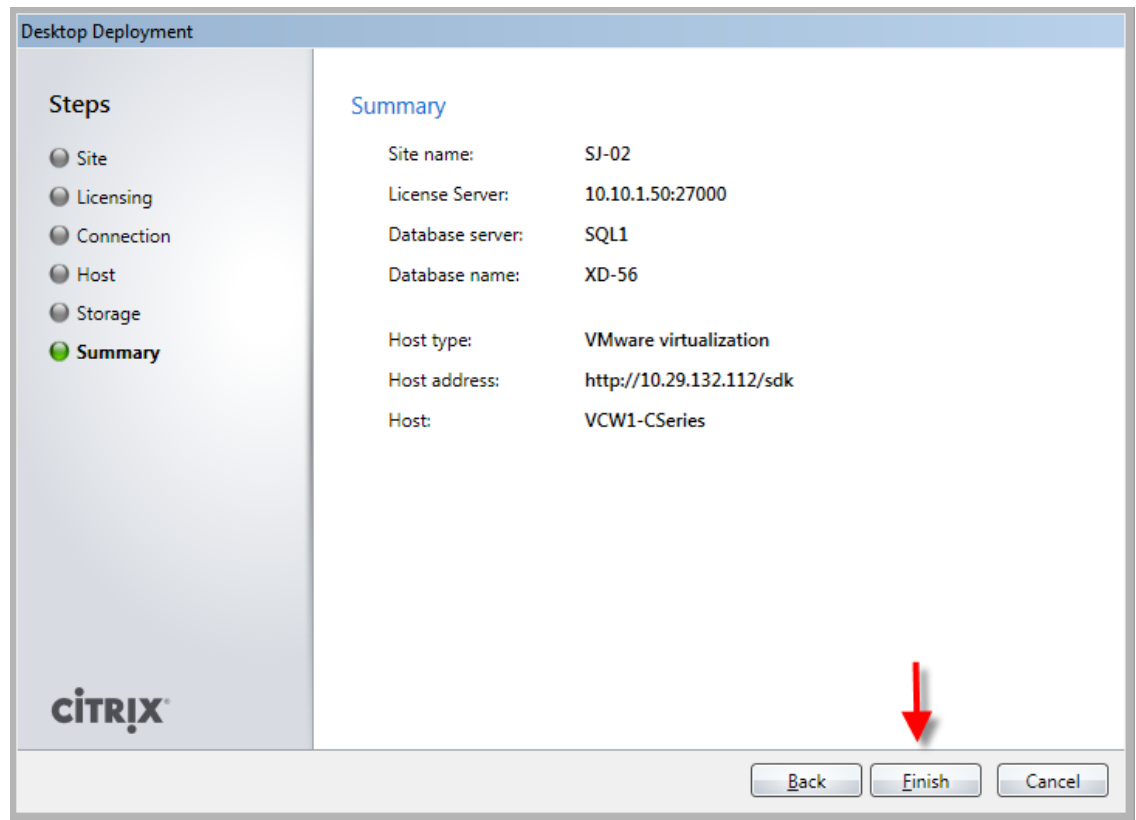 Desktop Deployment
Steps
Site
Licensing
Connection
Host
Storage
Summary
CİTRIX
Summary
Site name: SJ-02
License Server: 10.10.1.50:27000
Database server: SQL1
Database name: XD-56
Host type: VMware virtualization
Host address: http://10.29.132.112/sdk
Host: VCW1-CSeries
Back Finish Cancel